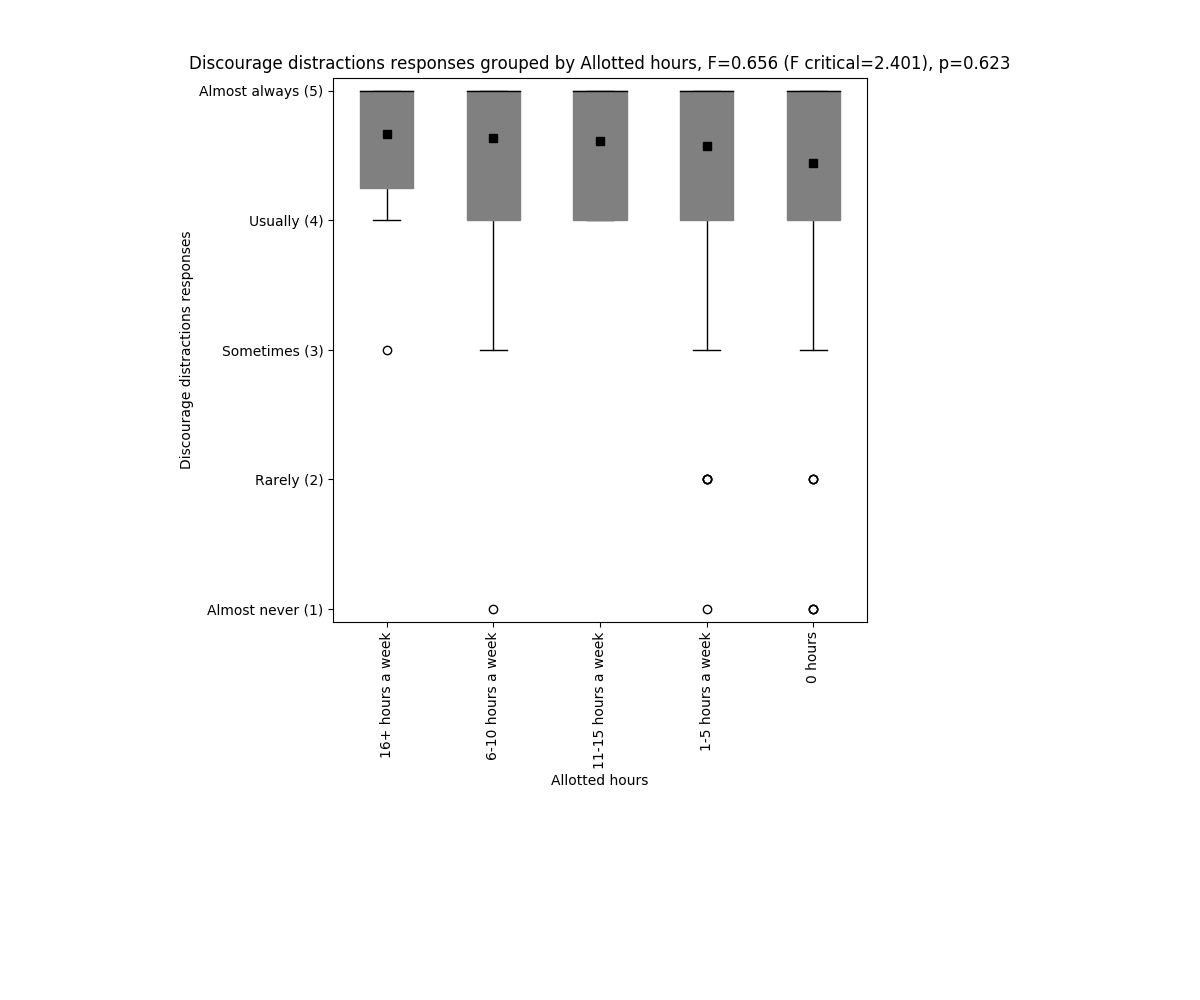 Discourage distractions responses grouped by Allotted hours, F=0.656 (F critical=2.401), p=0.623
Almost always (5)
Usually (4)
Sometimes (3)
Rarely (2)
Almost never (1)
Discourage distractions responses
16+ hours a week
6-10 hours a week
11-15 hours a week
1-5 hours a week
0 hours
Allotted hours